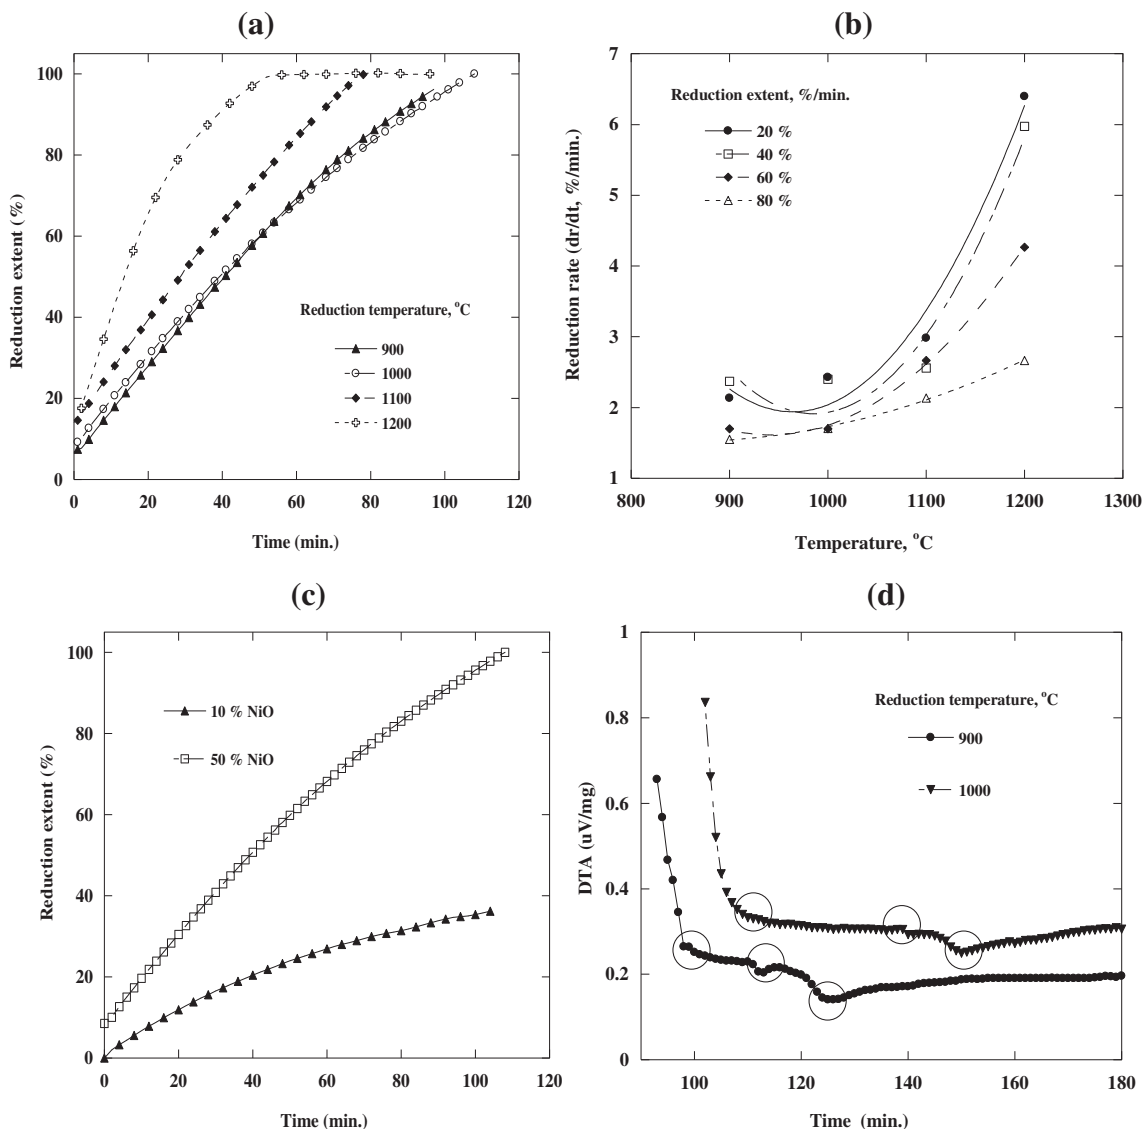 (a)
Reduction extent (%)
120
100
80
60
40
20
0
0 20 40 60 80 100 120
Time (min.)
Reduction temperature, °C
900
1000
1100
1200
(b)
Reduction rate (dr/dt, %/min.)
7
6
5
4
3
2
1
800 900 1000 1100 1200 1300
Temperature, °C
Reduction extent, %/min.
20 %
40 %
60 %
80 %
(c)
Reduction extent (%)
100
80
60
40
20
0
0 20 40 60 80 100 120
Time (min.)
10 % NiO
50 % NiO
(d)
DTA (uV/mg)
1
0.8
0.6
0.4
0.2
0
100 120 140 160 180
Time (min.)
Reduction temperature, °C
900
1000